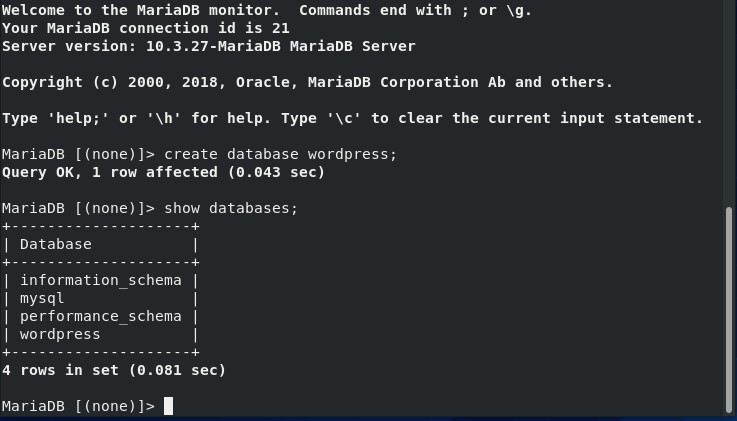 Welcome to the MariaDB monitor.  Commands end with ; or \g.
Your MariaDB connection id is 21
Server version: 10.3.27-MariaDB MariaDB Server

Copyright (c) 2000, 2018, Oracle, MariaDB Corporation Ab and others.

Type 'help;' or '\h' for help. Type '\c' to clear the current input statement.

MariaDB [(none)]> create database wordpress;
Query OK, 1 row affected (0.043 sec)

MariaDB [(none)]> show databases;
+--------------------+
| Database           |
+--------------------+
| information_schema |
| mysql              |
| performance_schema |
| wordpress          |
+--------------------+
4 rows in set (0.081 sec)

MariaDB [(none)]>